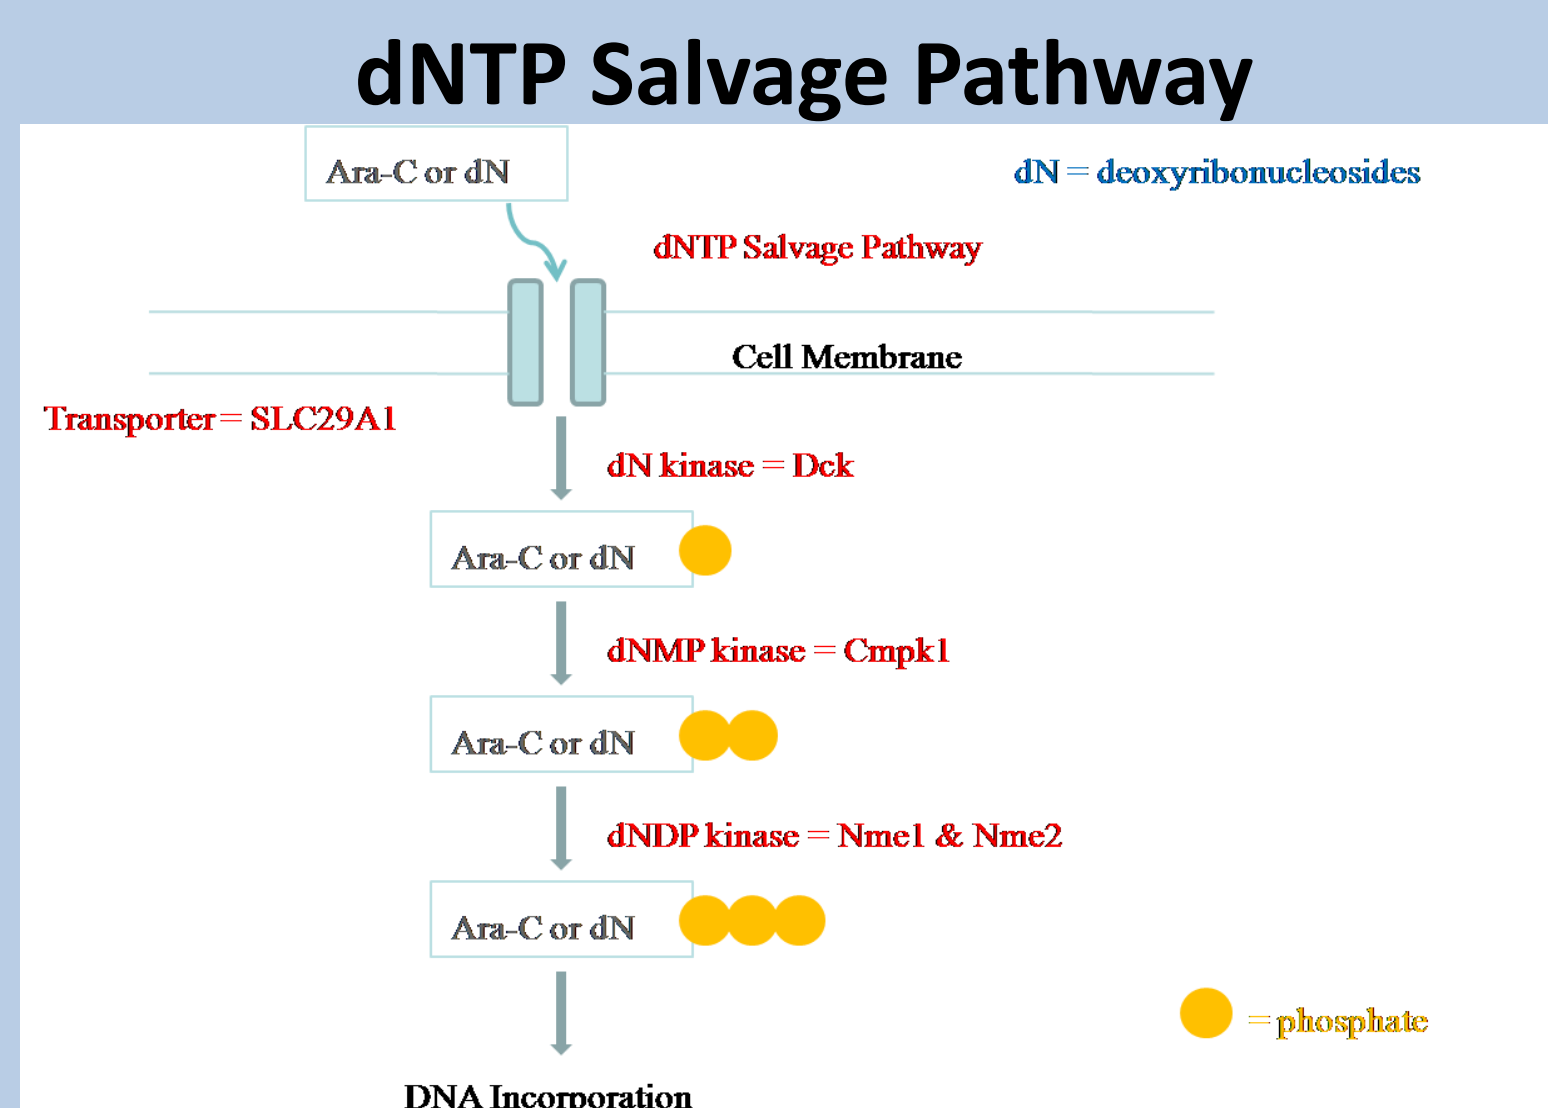 dNTP Salvage Pathway
Ara-C or dN
dN = deoxyribonucleosides
dNTP Salvage Pathway
Cell Membrane
Transporter = SLC29A1
dN kinase = Dck
Ara-C or dN
dNMP kinase = Cmpk1
Ara-C or dN
dNDP kinase = Nme1 & Nme2
Ara-C or dN
= phosphate
DNA Incorporation